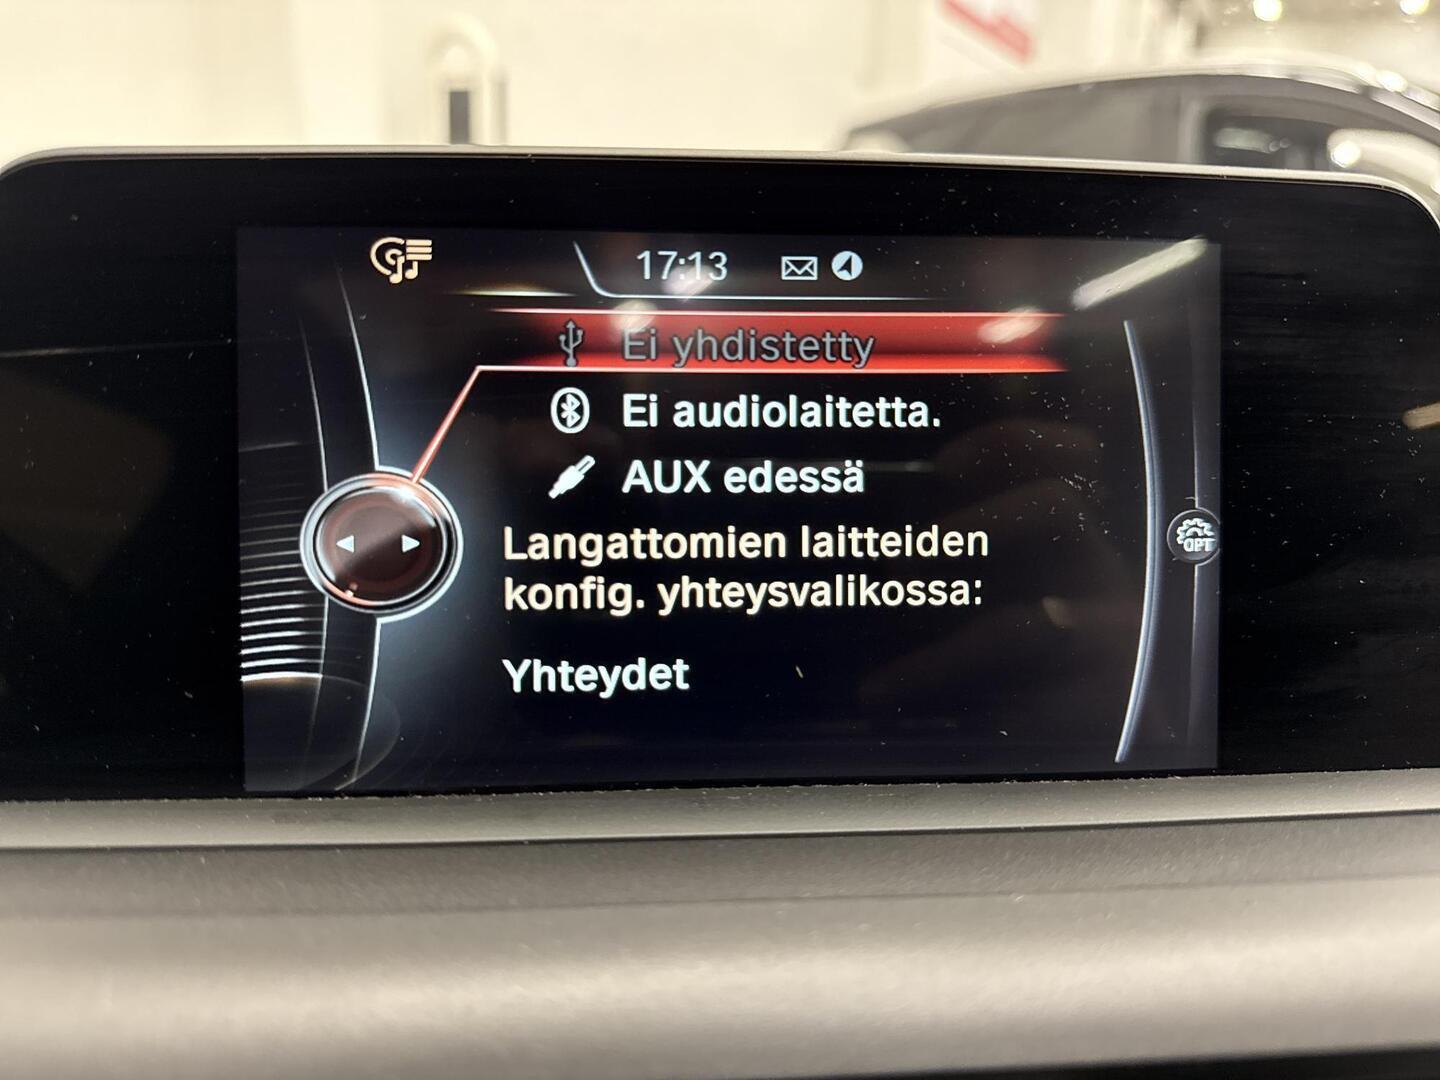 17:13
Ei yhdistetty
Ei audiolaitetta.
AUX edessä
Langattomien laitteiden
konfig. yhteysvalikossa:
OPT
Yhteydet